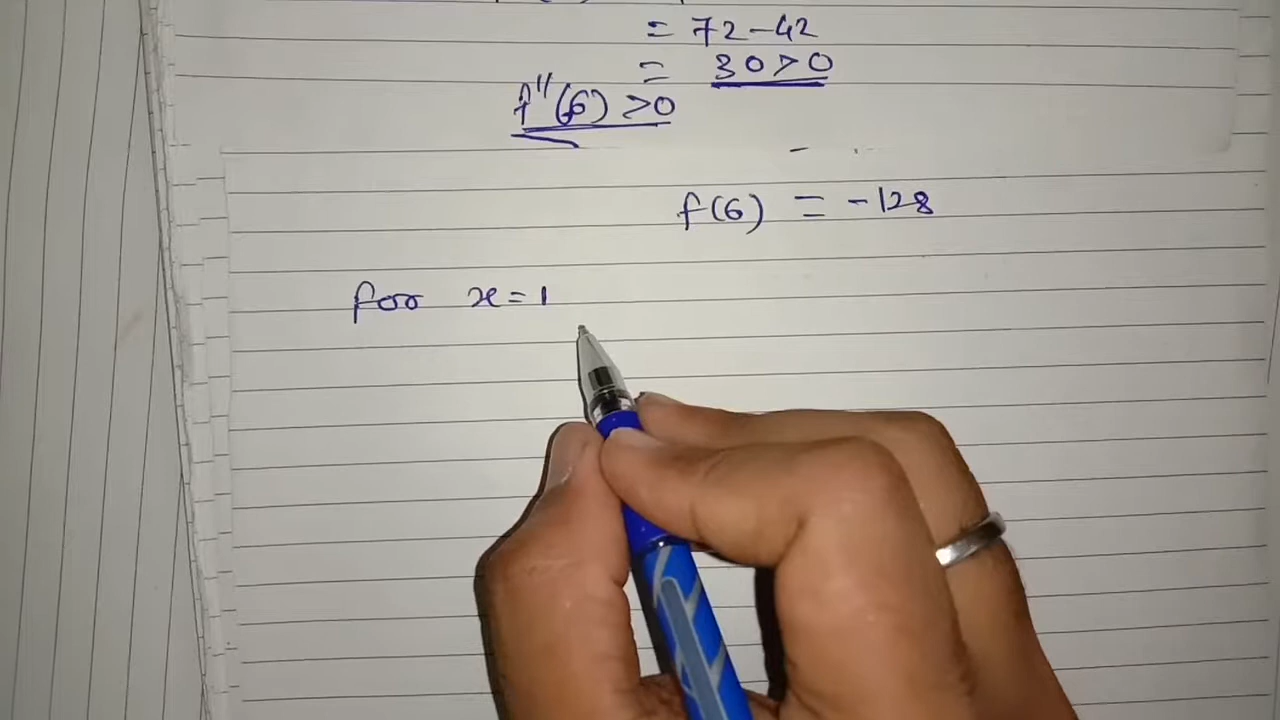 = 72-42
= 30>0
f''(6) >0
f(6) = -128
for x=1